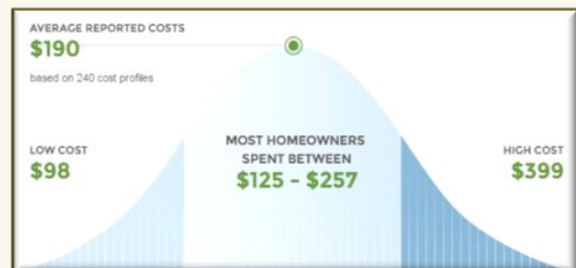 AVERAGE REPORTED COSTS
$190
based on 240 cost profiles
MOST HOMEOWNERS
SPENT BETWEEN
$125 - $257
LOW COST
$98
HIGH COST
$399